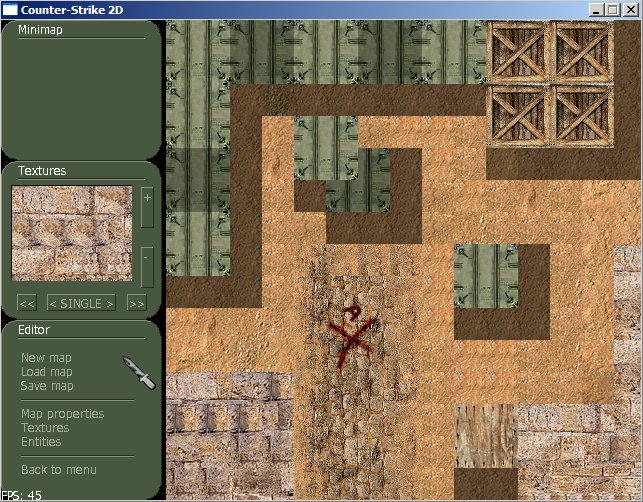 Counter-Strike 2D
Minimap
Textures
+
-
<< < SINGLE > >>
Editor
New map
Load map
Save map
Map properties
Textures
Entities
Back to menu
FPS: 45